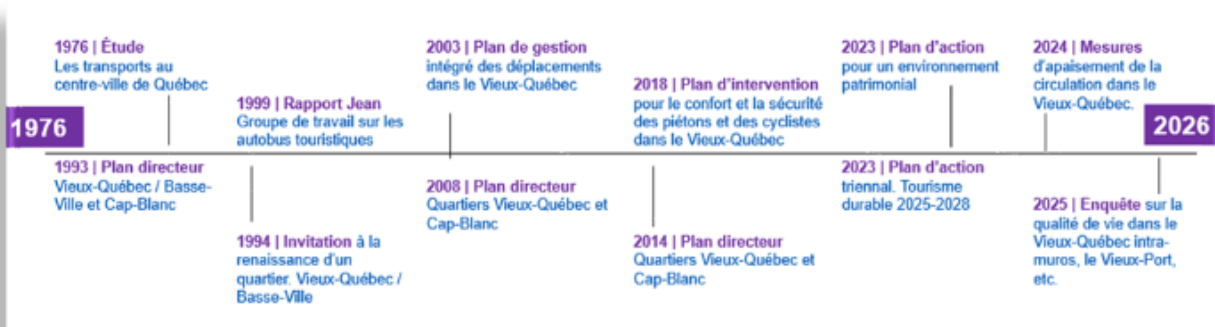 1976 | Étude
Les transports au
centre-ville de Québec
2003 | Plan de gestion
intégré des déplacements
dans le Vieux-Québec
2023 | Plan d'action
pour un environnement
patrimonial
2024 | Mesures
d'apaisement de la
circulation dans le
Vieux-Québec.
1999 | Rapport Jean
Groupe de travail sur les
autobus touristiques
2018 | Plan d'intervention
pour le confort et la sécurité
des piétons et des cyclistes
dans le Vieux-Québec
1976
2026
1993 | Plan directeur
Vieux-Québec / Basse-
Ville et Cap-Blanc
2008 | Plan directeur
Quartiers Vieux-Québec et
Cap-Blanc
2023 | Plan d'action
triennal. Tourisme
durable 2025-2028
1994 | Invitation à la
renaissance d'un
quartier. Vieux-Québec /
Basse-Ville
2014 | Plan directeur
Quartiers Vieux-Québec et
Cap-Blanc
2025 | Enquête sur la
qualité de vie dans le
Vieux-Québec intra-
muros, le Vieux-Port,
etc.